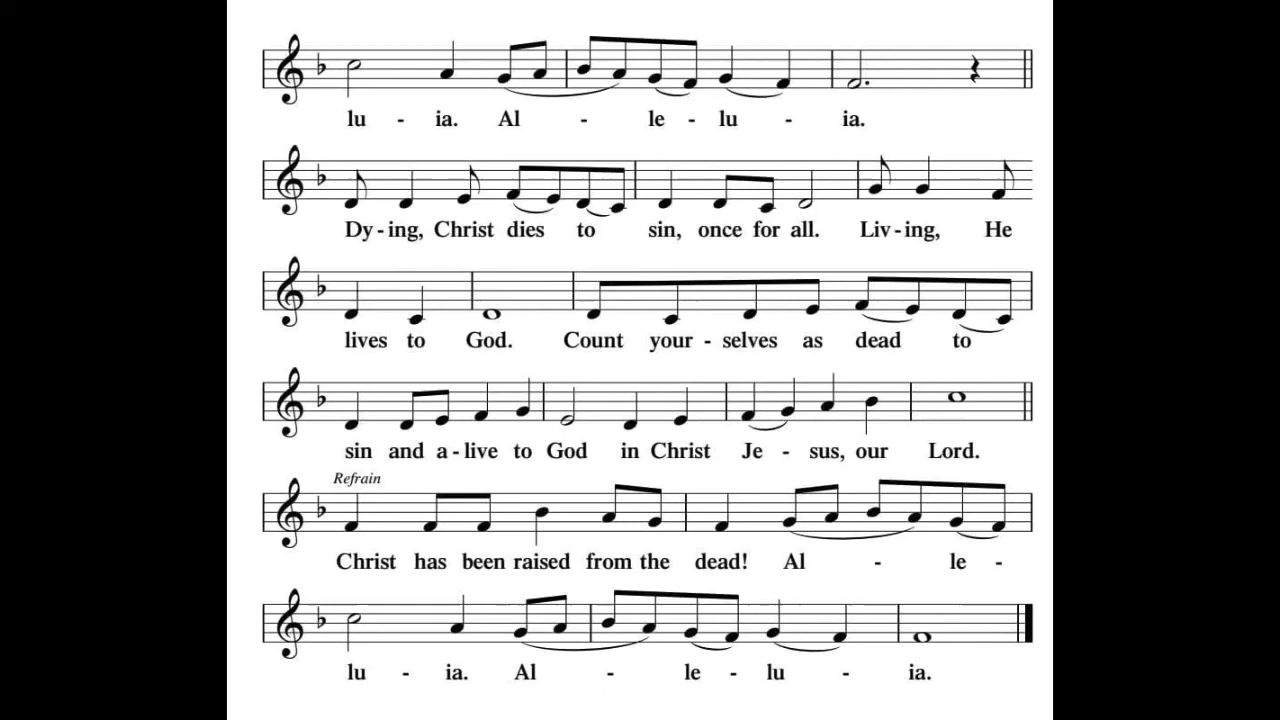 lu - ia. Al - le - lu - ia.
Dy - ing, Christ dies to sin, once for all. Liv - ing, He
lives to God. Count your - selves as dead to
sin and a - live to God in Christ Je - sus, our Lord.
Refrain
Christ has been raised from the dead! Al - le -
lu - ia. Al - le - lu - ia.